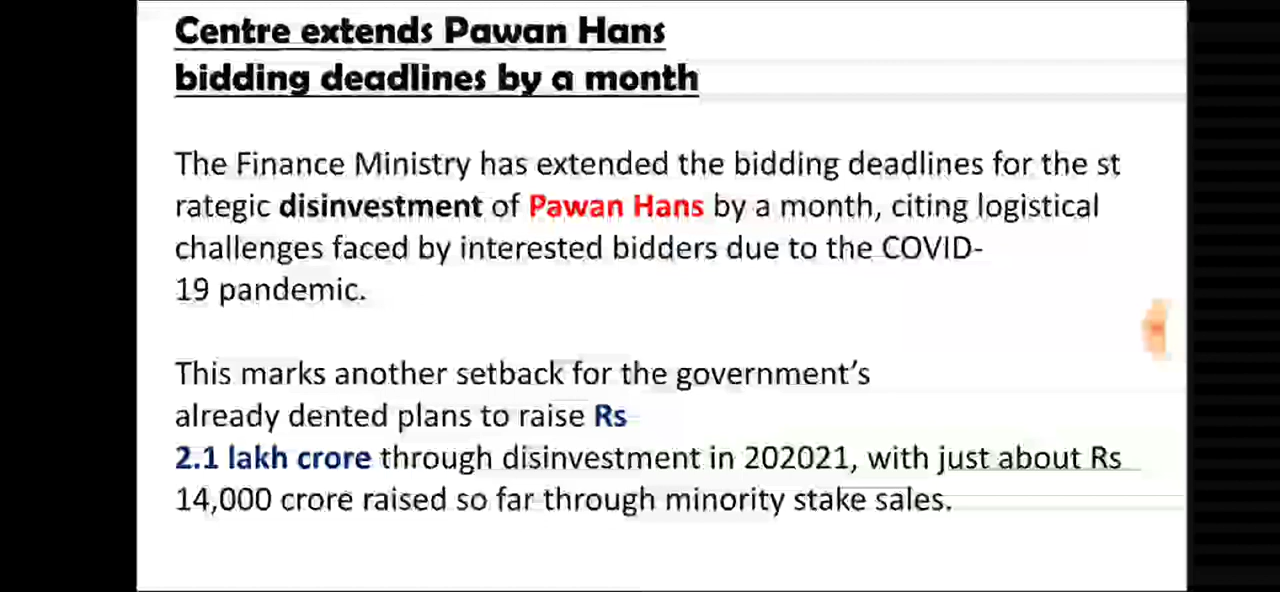 Centre extends Pawan Hans
bidding deadlines by a month
The Finance Ministry has extended the bidding deadlines for the st
rategic disinvestment of Pawan Hans by a month, citing logistical
challenges faced by interested bidders due to the COVID-
19 pandemic.
This marks another setback for the government's
already dented plans to raise Rs
2.1 lakh crore through disinvestment in 202021, with just about Rs
14,000 crore raised so far through minority stake sales.